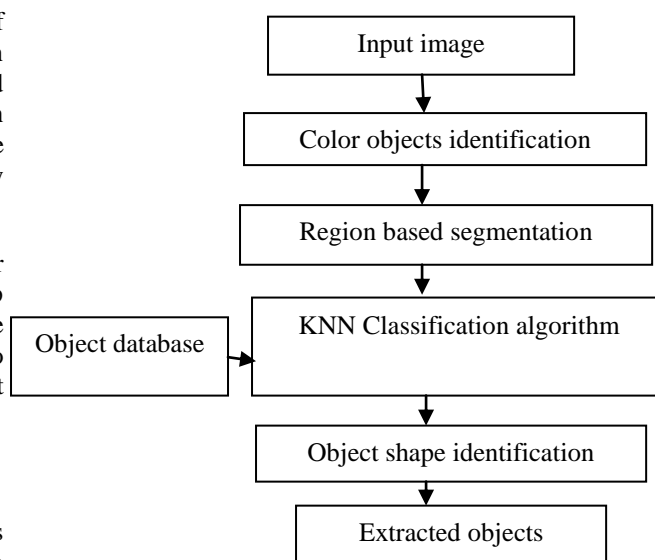 Input image
Color objects identification
Region based segmentation
KNN Classification algorithm
Object database
Object shape identification
Extracted objects